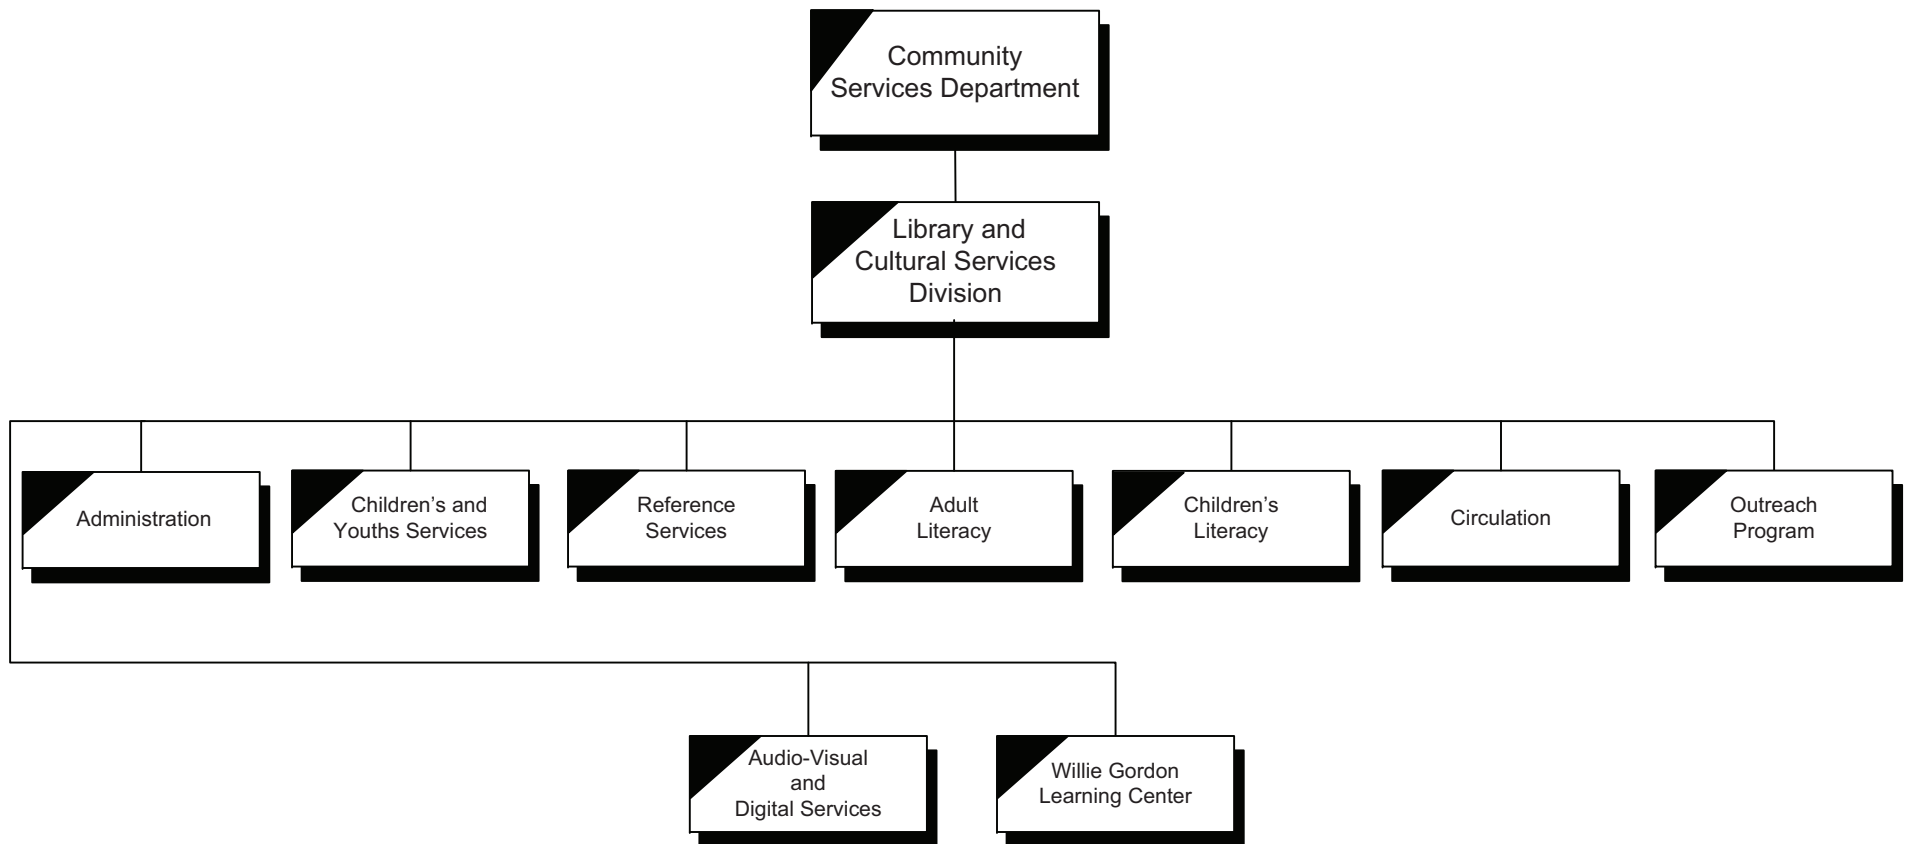 Community
Services Department
Library and
Cultural Services
Division
Administration
Children’s and
Youths Services
Reference
Services
Adult
Literacy
Children’s
Literacy
Circulation
Outreach
Program
Audio-Visual
and
Digital Services
Willie Gordon
Learning Center